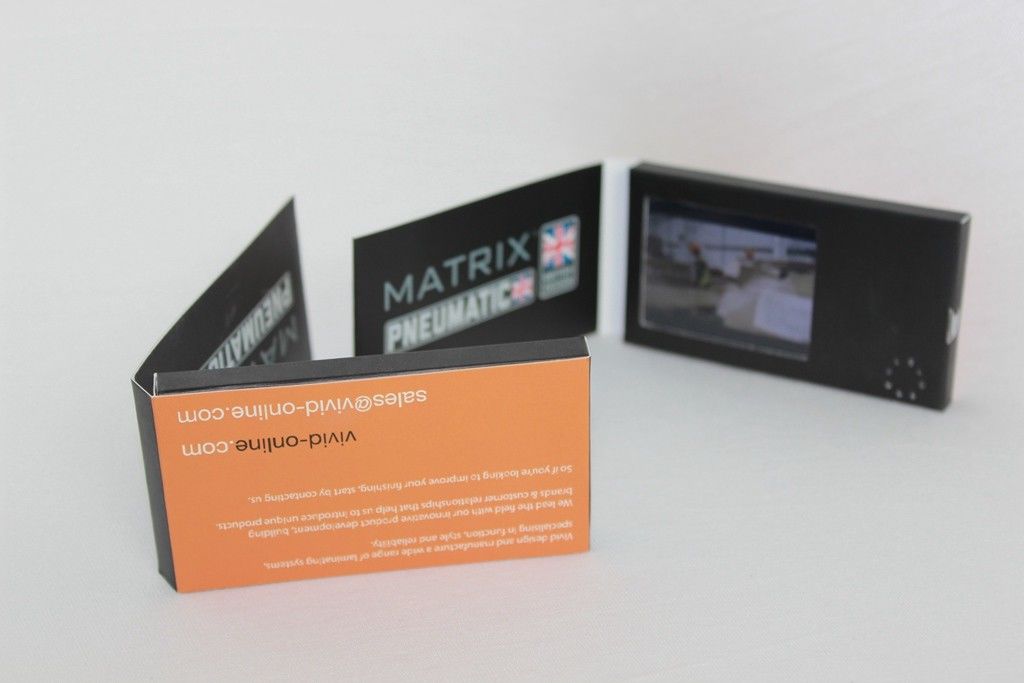 MATRIX
PNEUMATIC
PNEUMATIC
MATRIX
Vivid design and manufacture a wide range of laminating systems,
specialising in function, style and reliability.
We lead the field with our innovative product development, building
brands & customer relationships that help us to introduce unique products.
So if you're looking to improve your finishing, start by contacting us.
vivid-online.com
sales@vivid-online.com